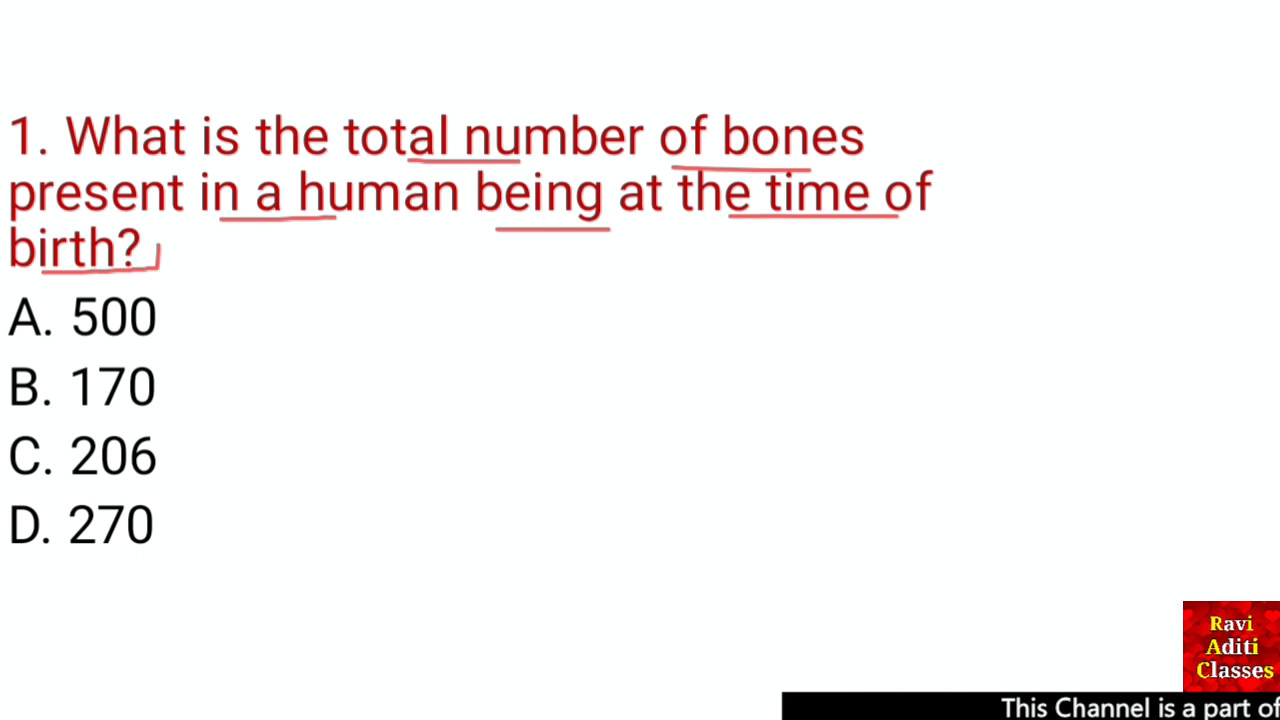 1. What is the total number of bones
present in a human being at the time of
birth?
A. 500
B. 170
C. 206
D. 270
Ravi
Aditi
Classes
This Channel is a part of